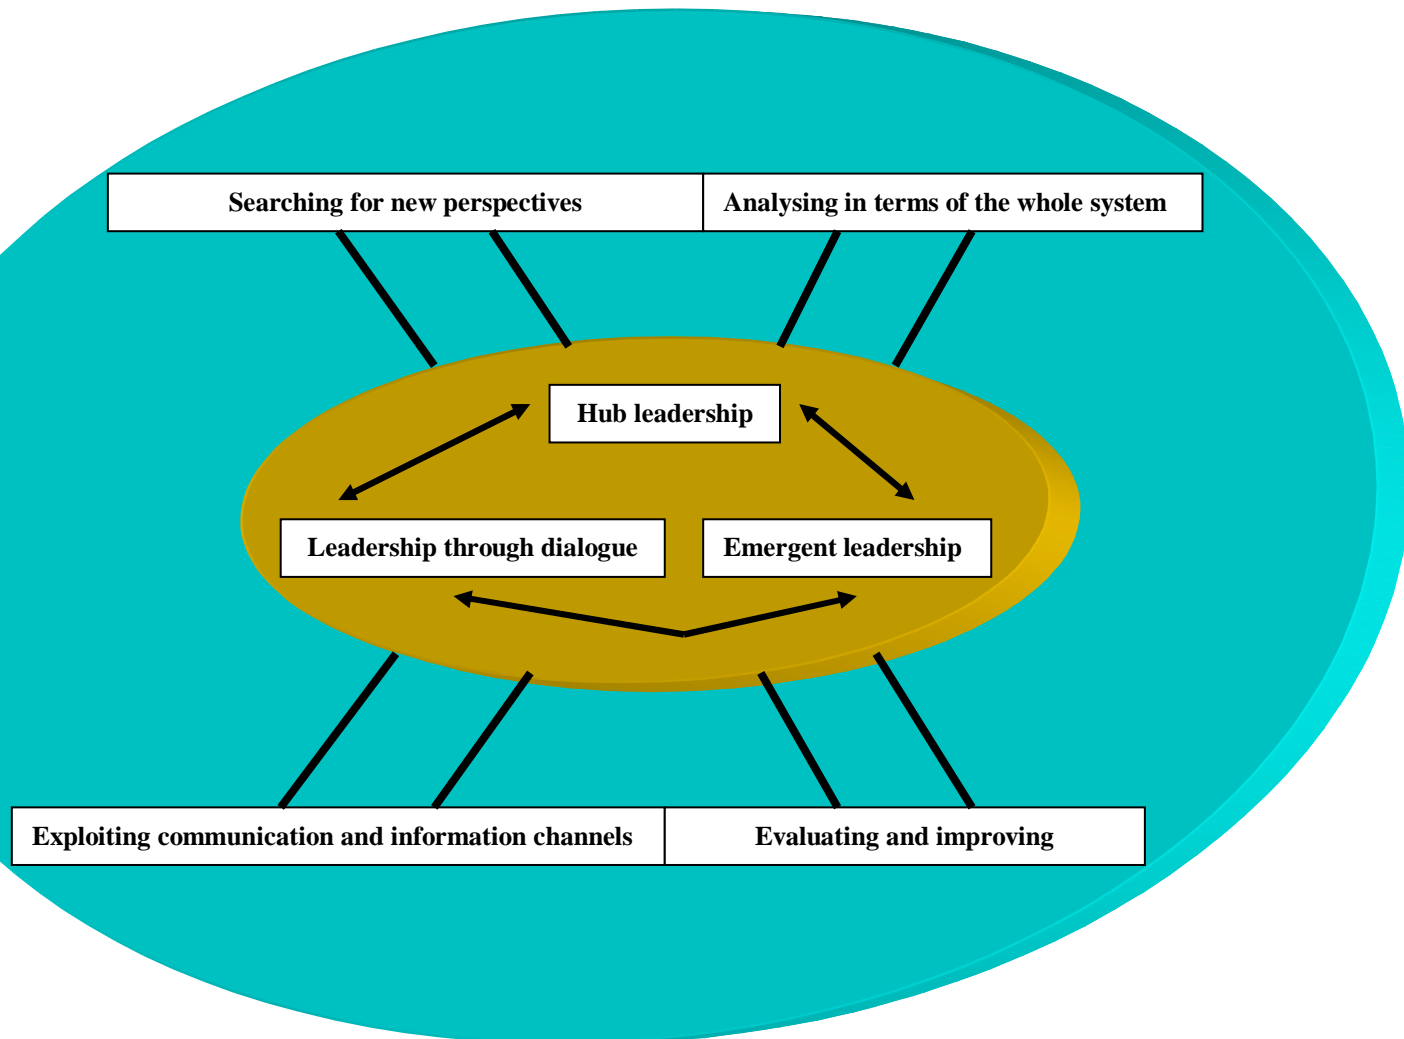 Searching for new perspectives
Analysing in terms of the whole system
Hub leadership
Leadership through dialogue
Emergent leadership
Exploiting communication and information channels
Evaluating and improving